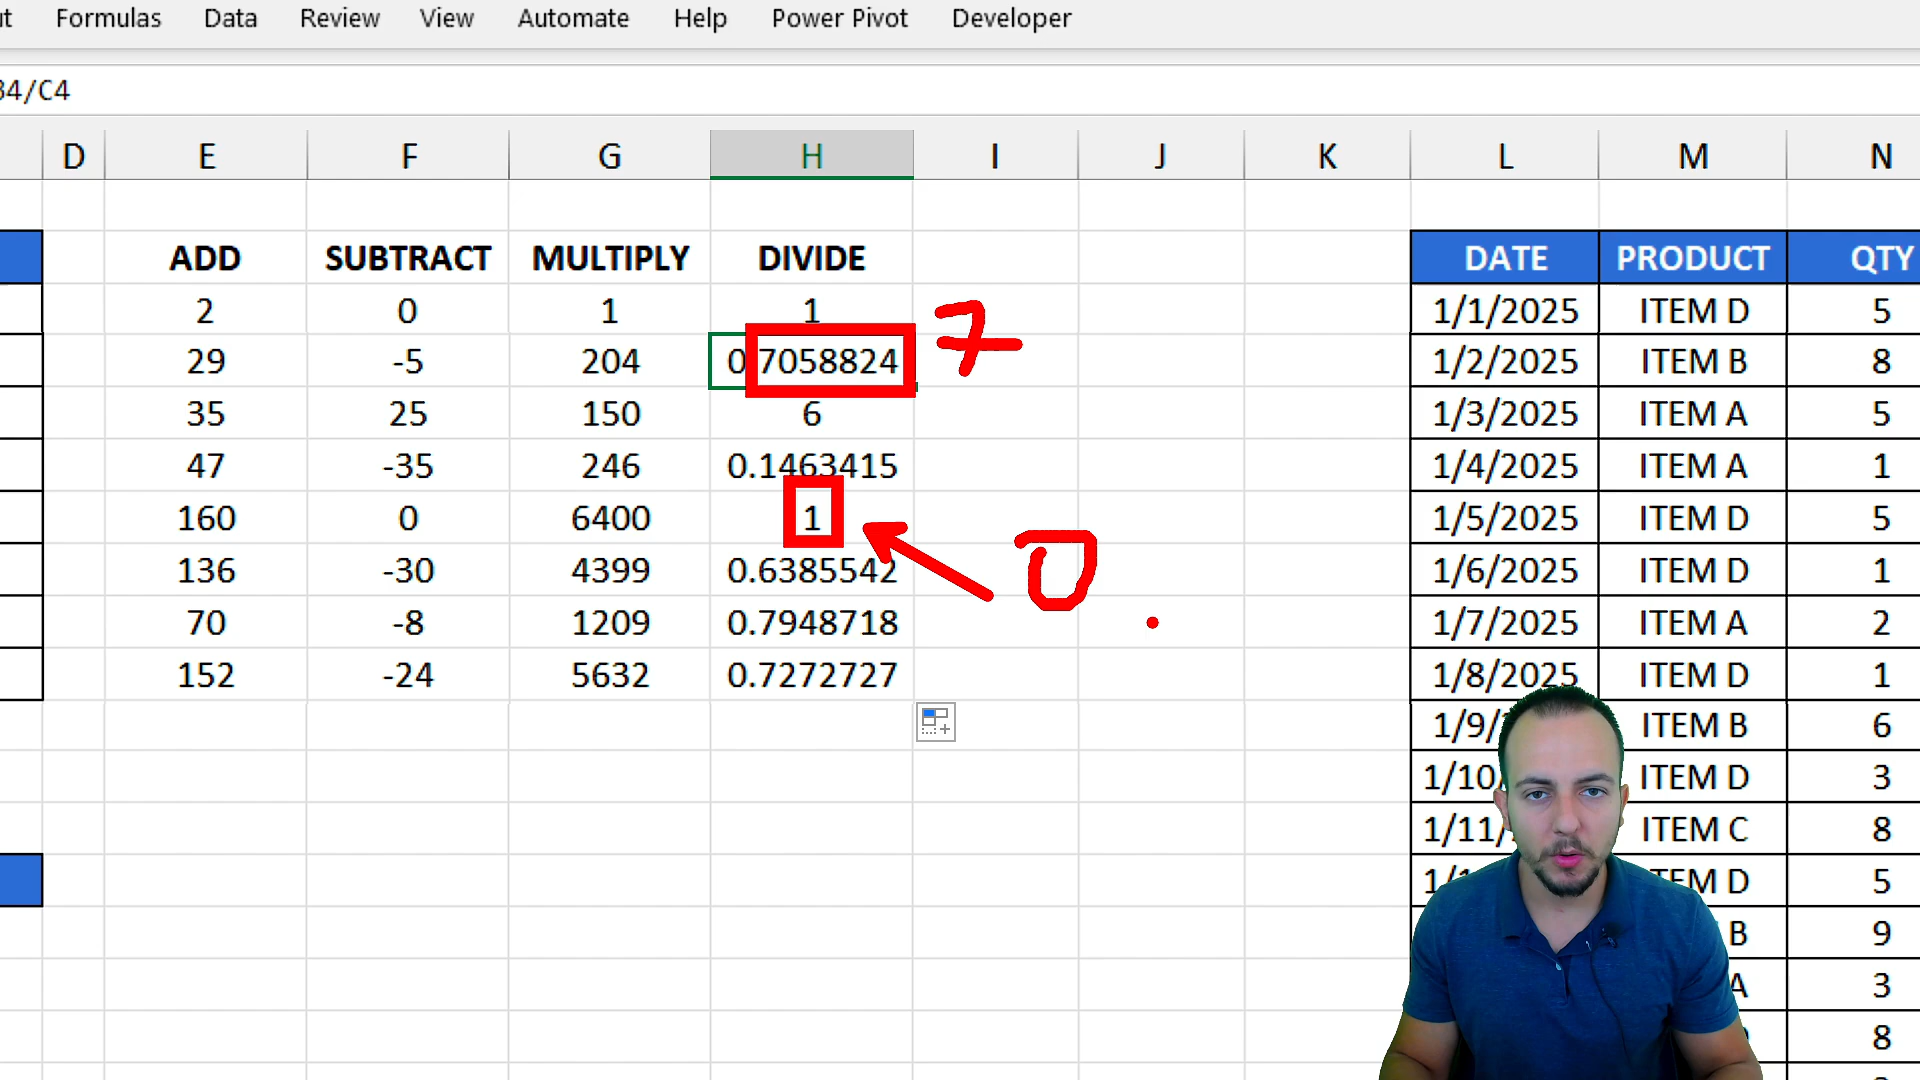 Formulas Data Review View Automate Help Power Pivot Developer
/C4
D E F G H I J K L M N
ADD SUBTRACT MULTIPLY DIVIDE DATE PRODUCT QTY
2 0 1 1 1/1/2025 ITEM D 5
29 -5 204 0 7058824 7 1/2/2025 ITEM B 8
35 25 150 6 1/3/2025 ITEM A 5
47 -35 246 0.1463415 1/4/2025 ITEM A 1
160 0 6400 1 0 1/5/2025 ITEM D 5
136 -30 4399 0.6385542 1/6/2025 ITEM D 1
70 -8 1209 0.7948718 . 1/7/2025 ITEM A 2
152 -24 5632 0.7272727 1/8/2025 ITEM D 1
1/9/ ITEM B 6
1/10/ ITEM D 3
1/11/ ITEM C 8
1/1 EM D 5
B 9
A 3
8